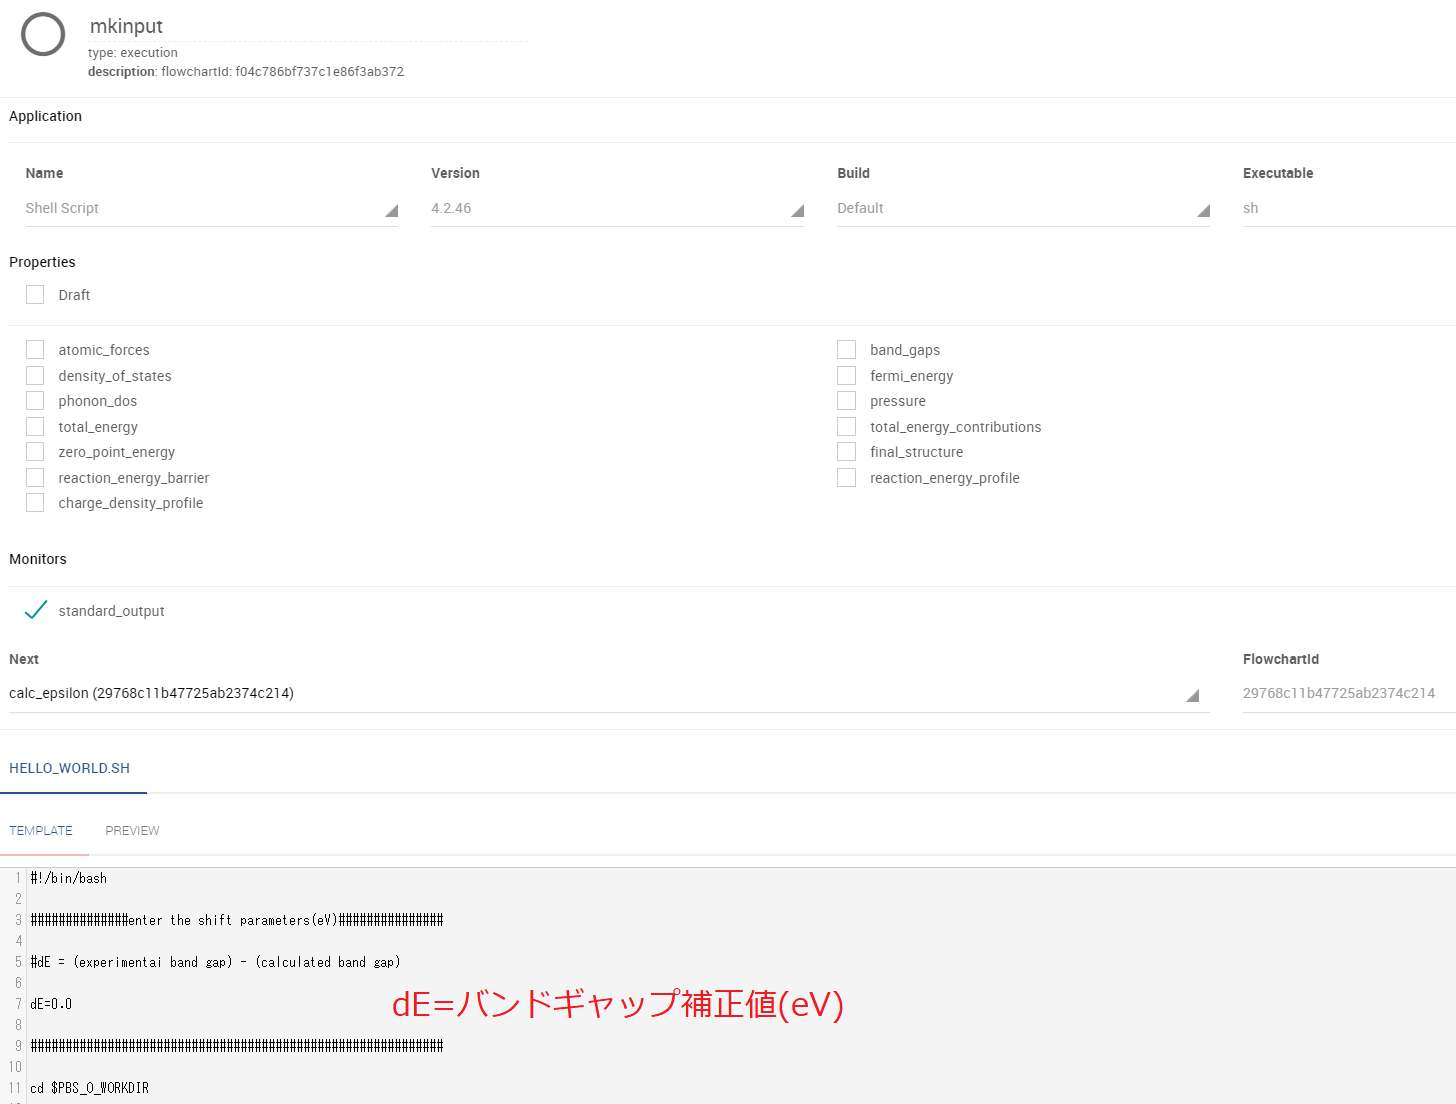 mkinput
type: execution
description: flowchartId: f04c786bf737c1e86f3ab372
Application
Name Version Build Executable
Shell Script 4.2.46 Default sh
Properties
Draft
atomic_forces band_gaps
density_of_states fermi_energy
phonon_dos pressure
total_energy total_energy_contributions
zero_point_energy final_structure
reaction_energy_barrier reaction_energy_profile
charge_density_profile
Monitors
standard_output
Next FlowchartId
calc_epsilon (29768c11b47725ab2374c214) 29768c11b47725ab2374c214
HELLO_WORLD.SH
TEMPLATE PREVIEW
1 #!/bin/bash
2
3 ##############enter the shift parameters(eV)###############
4
5 #dE = (experimentai band gap) - (calculated band gap)
6
7 dE=0.0
dE=バンドギャップ補正値(eV)
8
9 ###########################################################
10
11 cd $PBS_O_WORKDIR